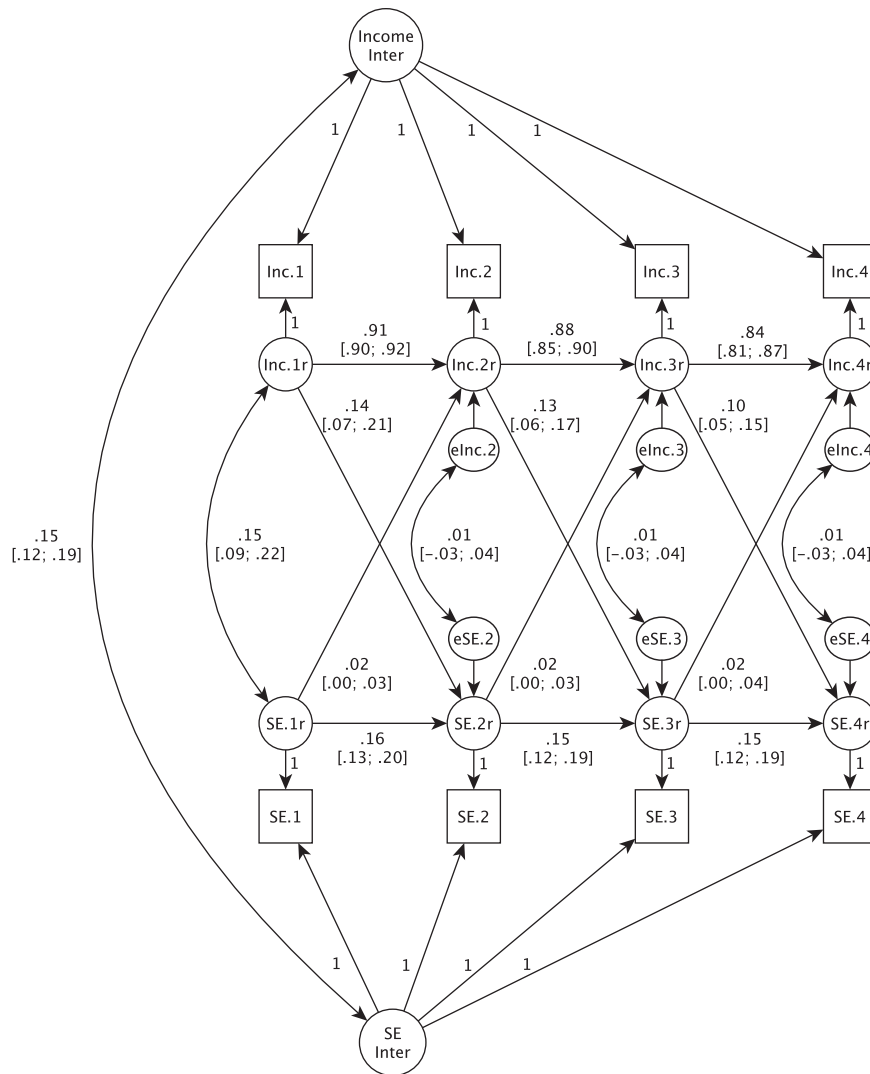 Income
Inter
1
1
1
1
Inc.1
Inc.2
Inc.3
Inc.4
1
1
1
1
.91
[.90; .92]
.88
[.85; .90]
.84
[.81; .87]
Inc.1r
Inc.2r
Inc.3r
Inc.4r
.14
[.07; .21]
.13
[.06; .17]
.10
[.05; .15]
eInc.2
eInc.3
eInc.4
.15
[.12; .19]
.15
[.09; .22]
.01
[–.03; .04]
.01
[–.03; .04]
.01
[–.03; .04]
eSE.2
eSE.3
eSE.4
.02
[.00; .03]
.02
[.00; .03]
.02
[.00; .04]
SE.1r
SE.2r
SE.3r
SE.4r
.16
[.13; .20]
.15
[.12; .19]
.15
[.12; .19]
1
1
1
1
SE.1
SE.2
SE.3
SE.4
1
1
1
1
SE
Inter